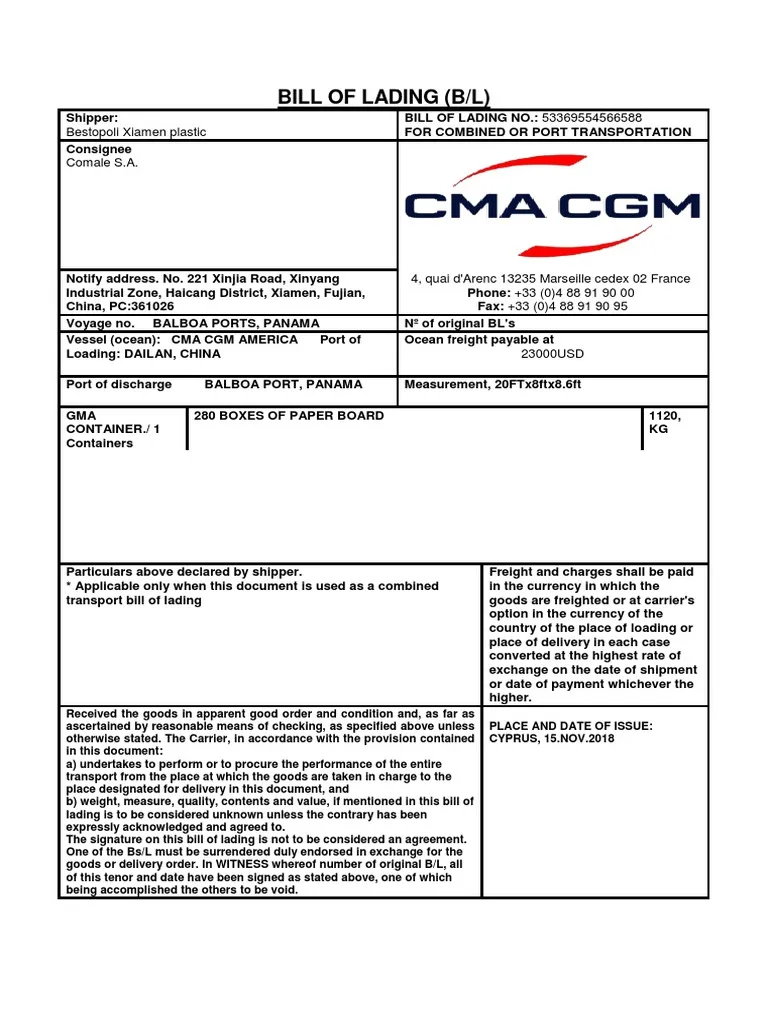 BILL OF LADING (B/L)
Shipper:
Bestopoli Xiamen plastic
BILL OF LADING NO.: 53369554566588
FOR COMBINED OR PORT TRANSPORTATION
Consignee
Comale S.A.
CMA CGM
Notify address. No. 221 Xinjia Road, Xinyang
Industrial Zone, Haicang District, Xiamen, Fujian,
China, PC:361026
4, quai d'Arenc 13235 Marseille cedex 02 France
Phone: +33 (0)4 88 91 90 00
Fax: +33 (0)4 88 91 90 95
Voyage no. BALBOA PORTS, PANAMA
Nº of original BL's
Vessel (ocean): CMA CGM AMERICA Port of
Loading: DAILAN, CHINA
Ocean freight payable at
23000USD
Port of discharge BALBOA PORT, PANAMA
Measurement, 20FTx8ftx8.6ft
GMA
CONTAINER./ 1
Containers
280 BOXES OF PAPER BOARD
1120,
KG
Particulars above declared by shipper.
* Applicable only when this document is used as a combined
transport bill of lading
Freight and charges shall be paid
in the currency in which the
goods are freighted or at carrier's
option in the currency of the
country of the place of loading or
place of delivery in each case
converted at the highest rate of
exchange on the date of shipment
or date of payment whichever the
higher.
Received the goods in apparent good order and condition and, as far as
ascertained by reasonable means of checking, as specified above unless
otherwise stated. The Carrier, in accordance with the provision contained
in this document:
a) undertakes to perform or to procure the performance of the entire
transport from the place at which the goods are taken in charge to the
place designated for delivery in this document, and
b) weight, measure, quality, contents and value, if mentioned in this bill of
lading is to be considered unknown unless the contrary has been
expressly acknowledged and agreed to.
The signature on this bill of lading is not to be considered an agreement.
One of the Bs/L must be surrendered duly endorsed in exchange for the
goods or delivery order. In WITNESS whereof number of original B/L, all
of this tenor and date have been signed as stated above, one of which
being accomplished the others to be void.
PLACE AND DATE OF ISSUE:
CYPRUS, 15.NOV.2018